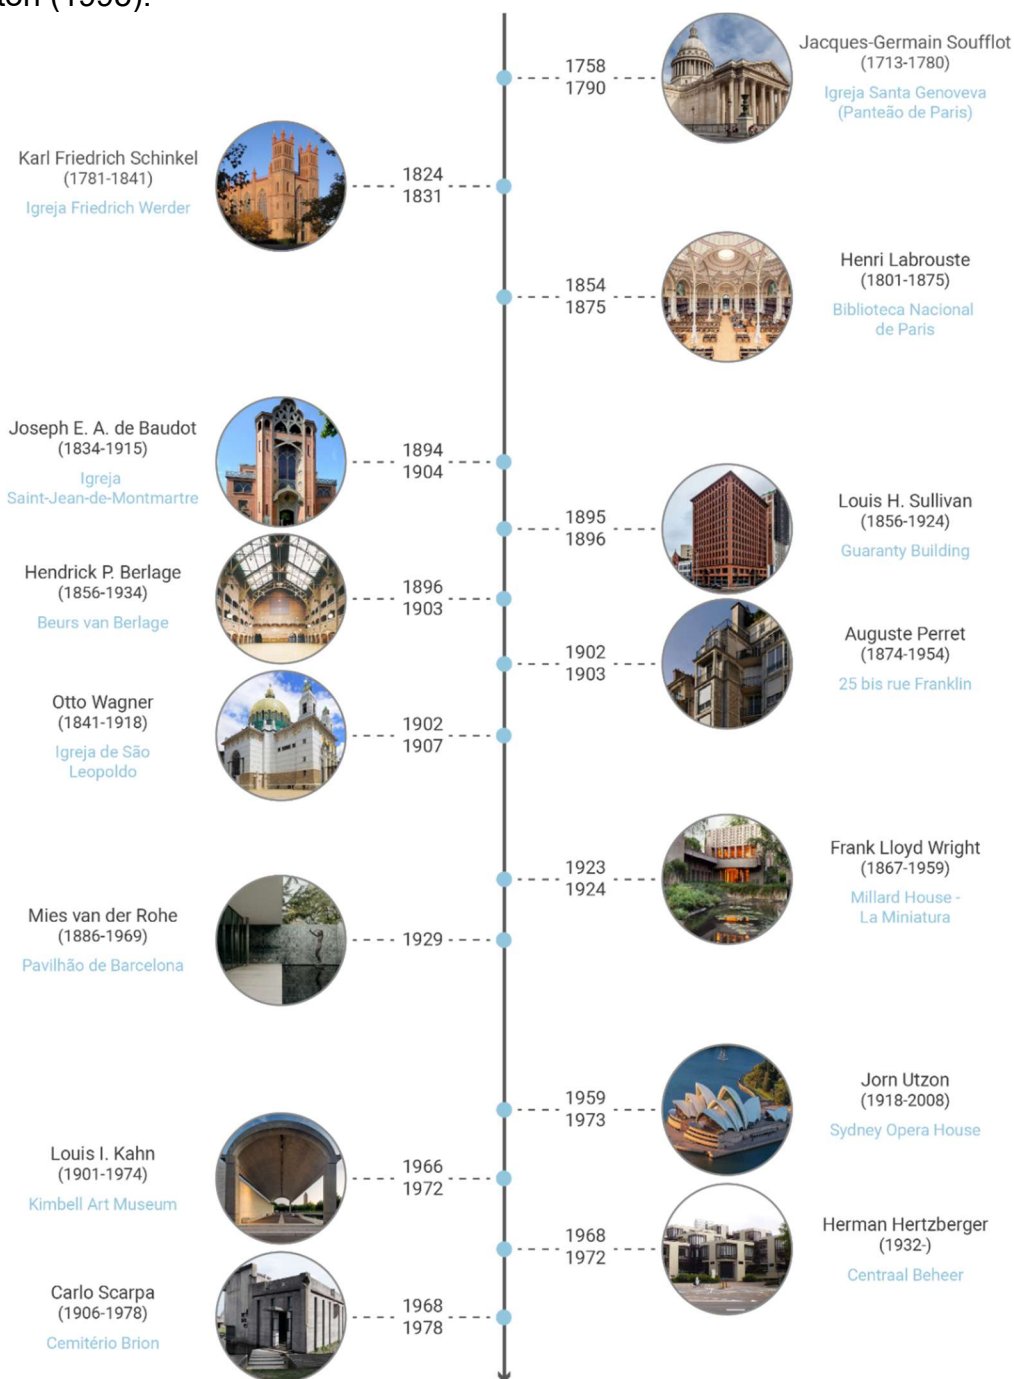 (1996).
1758
1790
Jacques-Germain Soufflot
(1713-1780)
Igreja Santa Genoveva
(Panteão de Paris)
Karl Friedrich Schinkel
(1781-1841)
Igreja Friedrich Werder
1824
1831
1854
1875
Henri Labrouste
(1801-1875)
Biblioteca Nacional
de Paris
Joseph E. A. de Baudot
(1834-1915)
Igreja
Saint-Jean-de-Montmartre
1894
1904
1895
1896
Louis H. Sullivan
(1856-1924)
Guaranty Building
Hendrick P. Berlage
(1856-1934)
Beurs van Berlage
1896
1903
1902
1903
Auguste Perret
(1874-1954)
25 bis rue Franklin
Otto Wagner
(1841-1918)
Igreja de São
Leopoldo
1902
1907
1923
1924
Frank Lloyd Wright
(1867-1959)
Millard House -
La Miniatura
Mies van der Rohe
(1886-1969)
Pavilhão de Barcelona
1929
1959
1973
Jorn Utzon
(1918-2008)
Sydney Opera House
Louis I. Kahn
(1901-1974)
Kimbell Art Museum
1966
1972
1968
1972
Herman Hertzberger
(1932-)
Centraal Beheer
Carlo Scarpa
(1906-1978)
Cemitério Brion
1968
1978